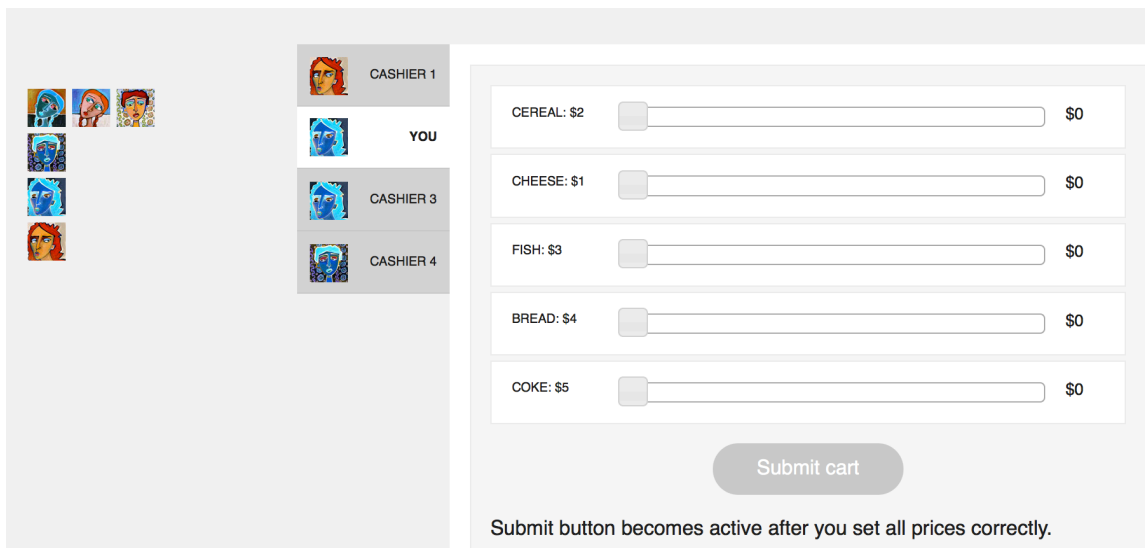 CASHIER 1
YOU
CASHIER 3
CASHIER 4
CEREAL: $2 $0
CHEESE: $1 $0
FISH: $3 $0
BREAD: $4 $0
COKE: $5 $0
Submit cart
Submit button becomes active after you set all prices correctly.